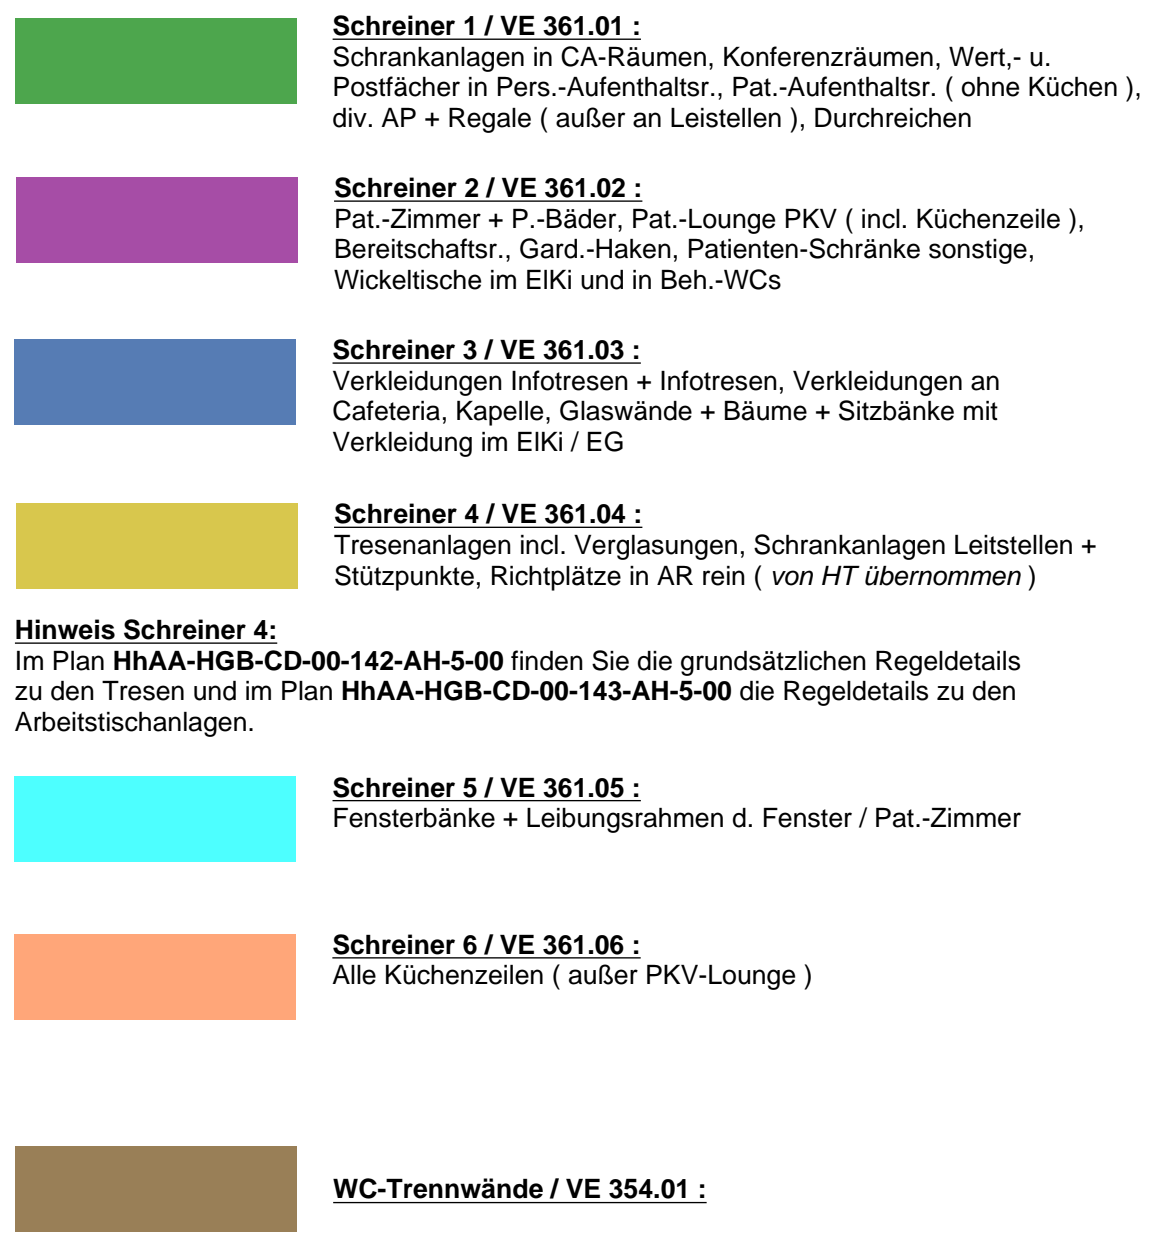 Schreiner 1 / VE 361.01 :
Schrankanlagen in CA-Räumen, Konferenzräumen, Wert,- u.
Postfächer in Pers.-Aufenthaltsr., Pat.-Aufenthaltsr. ( ohne Küchen ),
div. AP + Regale ( außer an Leistellen ), Durchreichen
Schreiner 2 / VE 361.02 :
Pat.-Zimmer + P.-Bäder, Pat.-Lounge PKV ( incl. Küchenzeile ),
Bereitschaftsr., Gard.-Haken, Patienten-Schränke sonstige,
Wickeltische im ElKi und in Beh.-WCs
Schreiner 3 / VE 361.03 :
Verkleidungen Infotresen + Infotresen, Verkleidungen an
Cafeteria, Kapelle, Glaswände + Bäume + Sitzbänke mit
Verkleidung im ElKi / EG
Schreiner 4 / VE 361.04 :
Tresenanlagen incl. Verglasungen, Schrankanlagen Leitstellen +
Stützpunkte, Richtplätze in AR rein ( von HT übernommen )
Hinweis Schreiner 4:
Im Plan HhAA-HGB-CD-00-142-AH-5-00 finden Sie die grundsätzlichen Regeldetails
zu den Tresen und im Plan HhAA-HGB-CD-00-143-AH-5-00 die Regeldetails zu den
Arbeitstischanlagen.
Schreiner 5 / VE 361.05 :
Fensterbänke + Leibungsrahmen d. Fenster / Pat.-Zimmer
Schreiner 6 / VE 361.06 :
Alle Küchenzeilen ( außer PKV-Lounge )
WC-Trennwände / VE 354.01 :